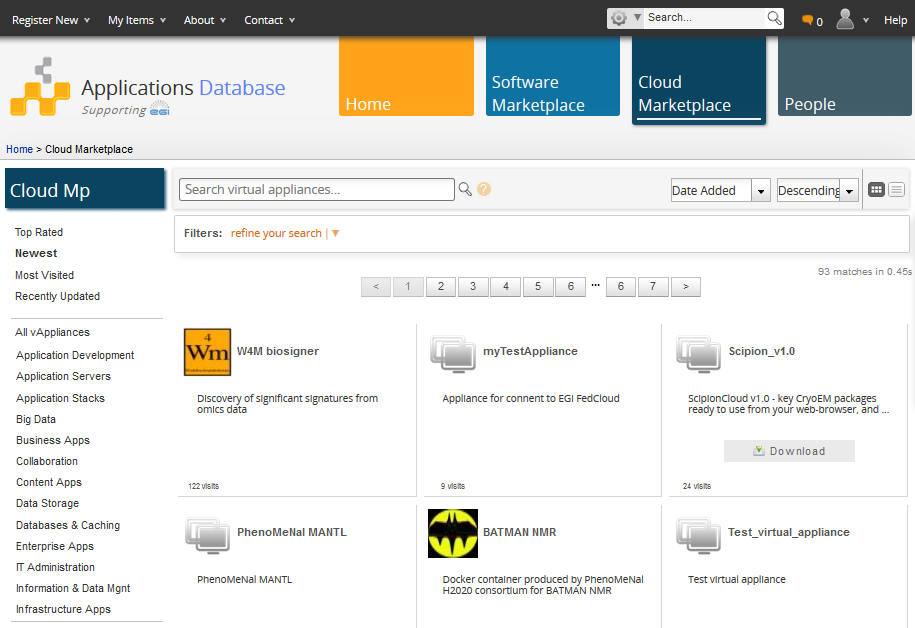 Register New My Items About Contact Search... 0 Help
Applications Database
Supporting EGI
Home
Software
Marketplace
Cloud
Marketplace
People
Home > Cloud Marketplace
Cloud Mp
Search virtual appliances...
?
Date Added
Descending
Top Rated
Newest
Most Visited
Recently Updated
All vAppliances
Application Development
Application Servers
Application Stacks
Big Data
Business Apps
Collaboration
Content Apps
Data Storage
Databases & Caching
Enterprise Apps
IT Administration
Information & Data Mgnt
Infrastructure Apps
Filters: refine your search |
93 matches in 0.45s
< 1 2 3 4 5 6 ... 6 7 >
4
Wm
W4M biosigner
Discovery of significant signatures from
omics data
122 visits
myTestAppliance
Appliance for connent to EGI FedCloud
9 visits
Scipion_v1.0
ScipionCloud v1.0 - key CryoEM packages
ready to use from your web-browser, and ...
Download
24 visits
PhenoMeNal MANTL
PhenoMeNal MANTL
BATMAN NMR
Docker container produced by PhenoMeNal
H2020 consortium for BATMAN NMR
Test_virtual_appliance
Test virtual appliance